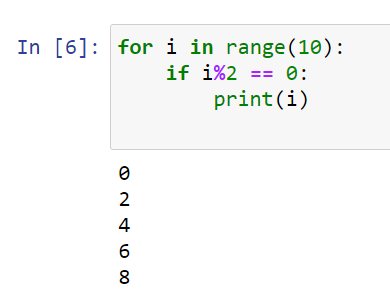 In [6]: for i in range(10):
    if i%2 == 0:
        print(i)
0
2
4
6
8